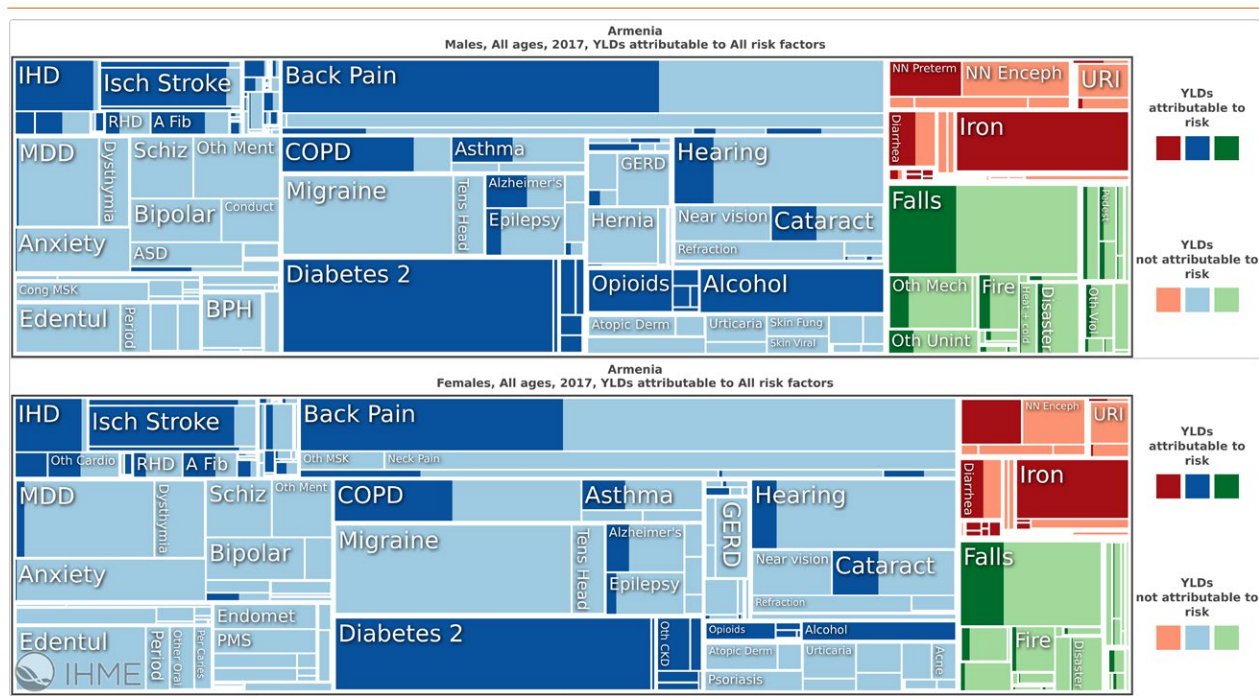 Armenia
Males, All ages, 2017, YLDs attributable to All risk factors
IHD
Isch Stroke
Back Pain
NN Preterm
NN Enceph
URI
RHD
A Fib
MDD
Dysthymia
Schiz
Oth Ment
COPD
Asthma
GERD
Hearing
Diarrhea
Iron
Migraine
Tens Head
Alzheimer's
Bipolar
Conduct
Epilepsy
Hernia
Near vision
Cataract
Falls
Anxiety
ASD
Refraction
Cong MSK
Diabetes 2
Opioids
Alcohol
Oth Mech
Fire
Heat + cold
Disaster
Oth Viol
Edentul
Period
BPH
Atopic Derm
Urticaria
Skin Fung
Skin Viral
Oth Unint
YLDs
attributable to
risk
YLDs
not attributable to
risk
Armenia
Females, All ages, 2017, YLDs attributable to All risk factors
IHD
Isch Stroke
Back Pain
NN Enceph
URI
Oth Cardio
RHD
A Fib
Oth MSK
Neck Pain
MDD
Dysthymia
Schiz
Oth Ment
COPD
Asthma
GERD
Hearing
Diarrhea
Iron
Migraine
Tens Head
Alzheimer's
Bipolar
Epilepsy
Near vision
Cataract
Falls
Anxiety
Refraction
Endomet
PMS
Diabetes 2
Oth CKD
Opioids
Alcohol
Edentul
Period
Other Oral
Per Caries
Atopic Derm
Urticaria
Acne
Psoriasis
Fire
Disaster
IHME
YLDs
attributable to
risk
YLDs
not attributable to
risk